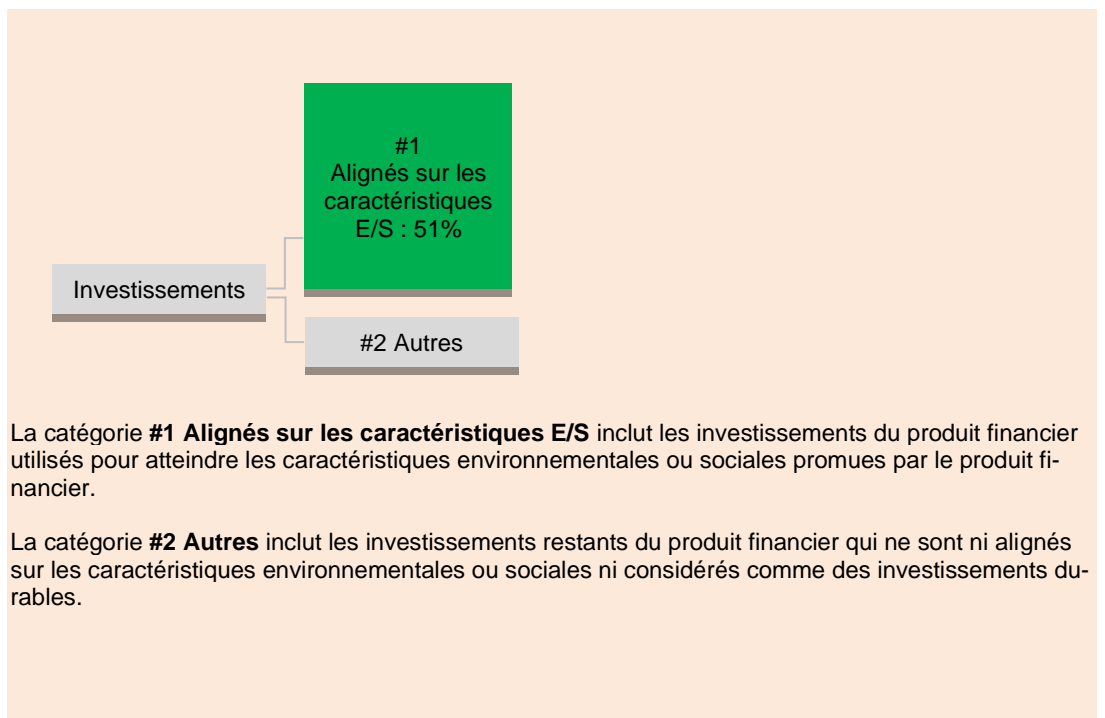 #1
Alignés sur les
caractéristiques
E/S : 51%
Investissements
#2 Autres
La catégorie #1 Alignés sur les caractéristiques E/S inclut les investissements du produit financier
utilisés pour atteindre les caractéristiques environnementales ou sociales promues par le produit fi-
nancier.
La catégorie #2 Autres inclut les investissements restants du produit financier qui ne sont ni alignés
sur les caractéristiques environnementales ou sociales ni considérés comme des investissements du-
rables.